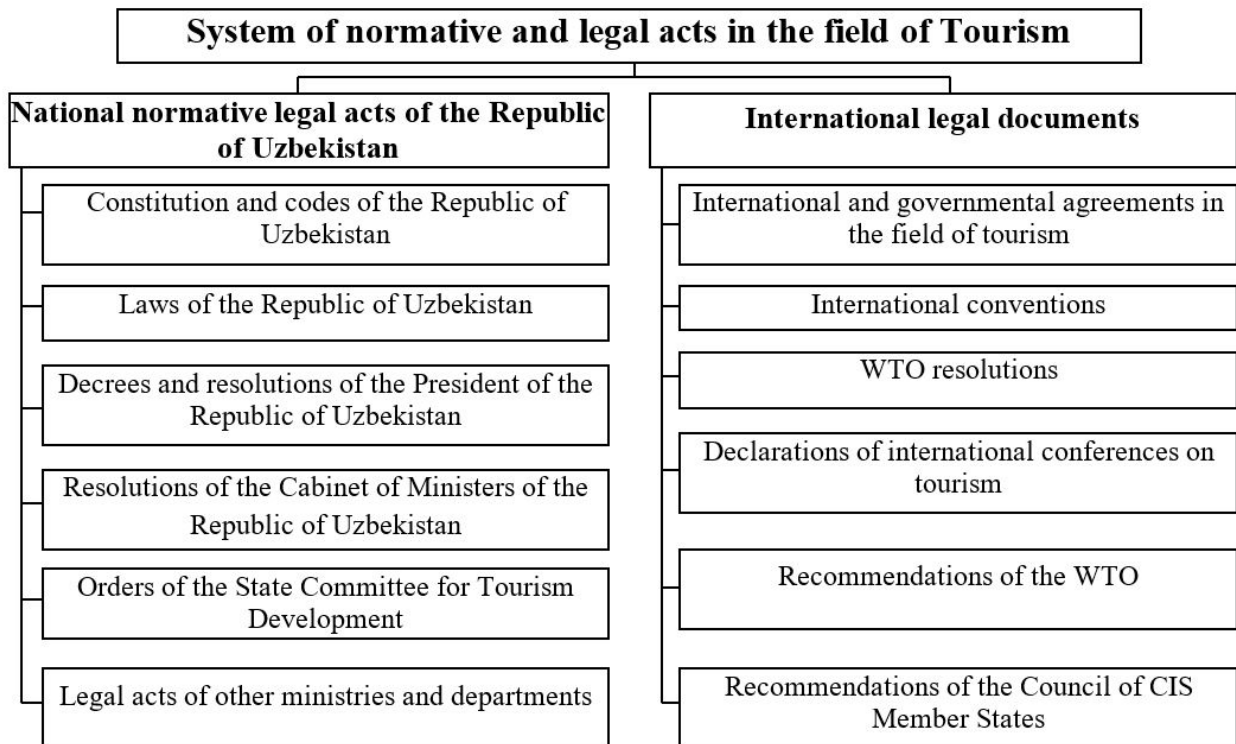 System of normative and legal acts in the field of Tourism
National normative legal acts of the Republic
of Uzbekistan
Constitution and codes of the Republic of
Uzbekistan
Laws of the Republic of Uzbekistan
Decrees and resolutions of the President of the
Republic of Uzbekistan
Resolutions of the Cabinet of Ministers of the
Republic of Uzbekistan
Orders of the State Committee for Tourism
Development
Legal acts of other ministries and departments
International legal documents
International and governmental agreements in
the field of tourism
International conventions
WTO resolutions
Declarations of international conferences on
tourism
Recommendations of the WTO
Recommendations of the Council of CIS
Member States